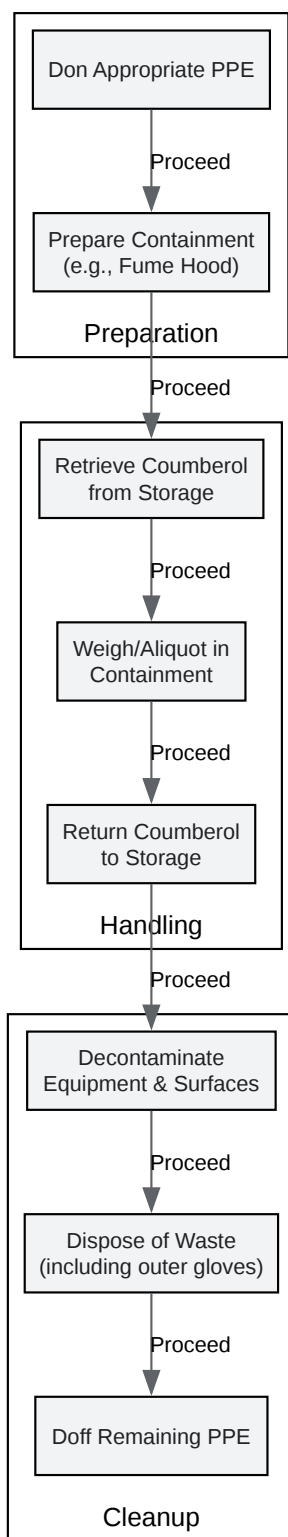 Don Appropriate PPE
Proceed
Prepare Containment
(e.g., Fume Hood)
Preparation
Proceed
Retrieve Coumberol
from Storage
Proceed
Weigh/Aliquot in
Containment
Proceed
Return Coumberol
to Storage
Handling
Proceed
Decontaminate
Equipment & Surfaces
Proceed
Dispose of Waste
(including outer gloves)
Proceed
Doff Remaining PPE
Cleanup